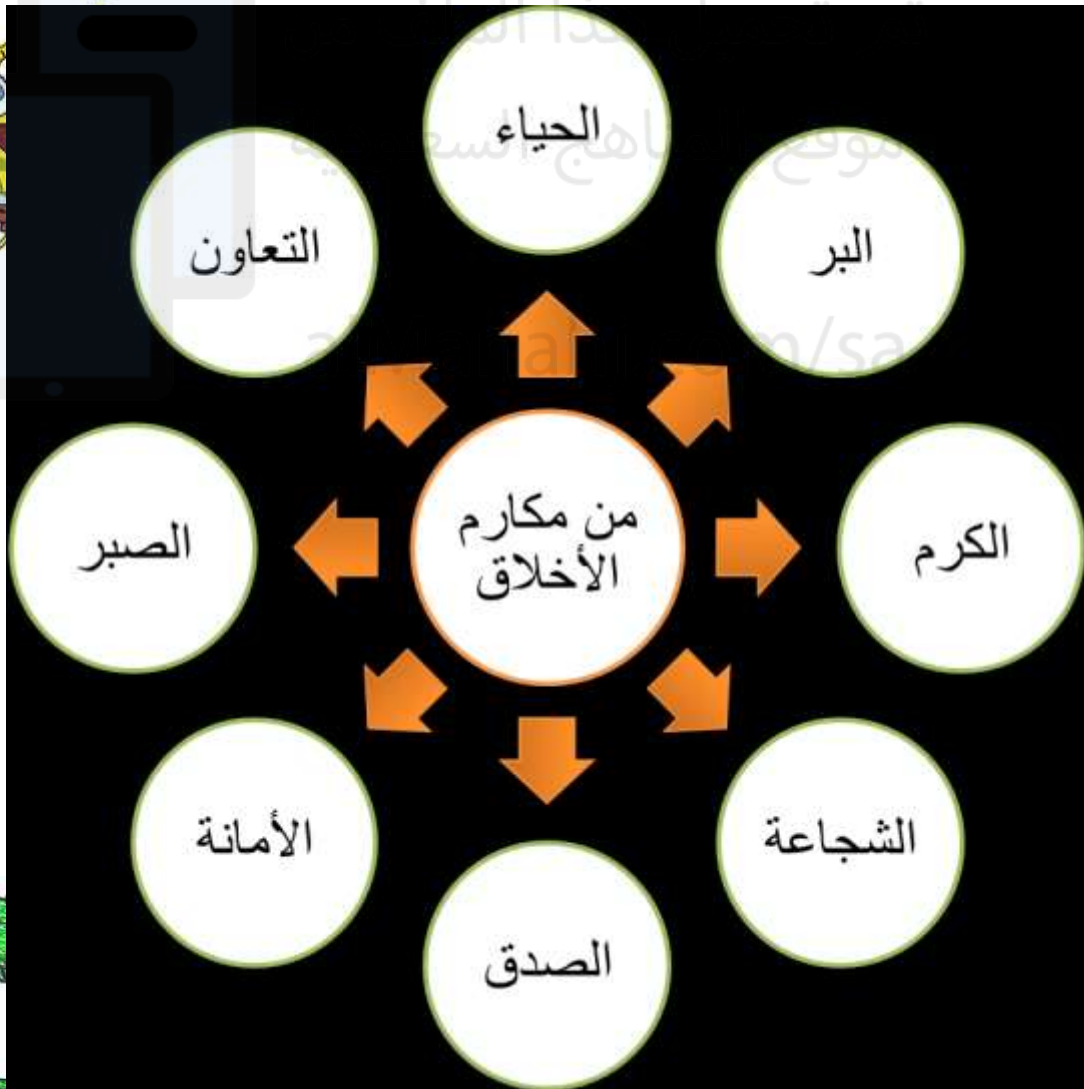 الحياء
البر
الكرم
الشجاعة
الصدق
الأمانة
الصبر
التعاون
من مكارم
الأخلاق